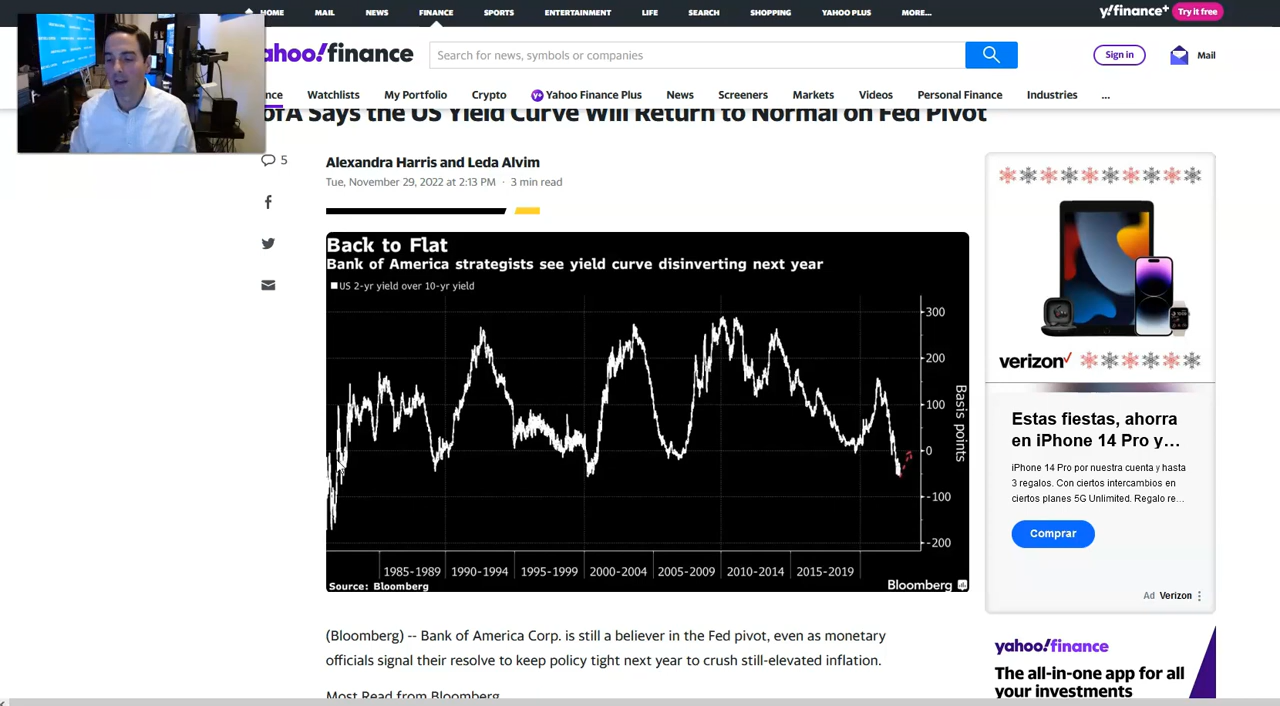 HOME MAIL NEWS FINANCE SPORTS ENTERTAINMENT LIFE SEARCH SHOPPING YAHOO PLUS MORE... y!finance+ Try it free
ahoo!finance Search for news, symbols or companies Sign in Mail
nce Watchlists My Portfolio Crypto Yahoo Finance Plus News Screeners Markets Videos Personal Finance Industries ...
ofA Says the US Yield Curve Will Return to Normal on Fed Pivot
5
Alexandra Harris and Leda Alvim
Tue, November 29, 2022 at 2:13 PM · 3 min read
Back to Flat
Bank of America strategists see yield curve disinverting next year
US 2-yr yield over 10-yr yield
300
200
100
0
-100
-200
Basis points
1985-1989 1990-1994 1995-1999 2000-2004 2005-2009 2010-2014 2015-2019
Source: Bloomberg
Bloomberg
(Bloomberg) -- Bank of America Corp. is still a believer in the Fed pivot, even as monetary
officials signal their resolve to keep policy tight next year to crush still-elevated inflation.
Most Read from Bloomberg
verizon
Estas fiestas, ahorra
en iPhone 14 Pro y...
iPhone 14 Pro por nuestra cuenta y hasta
3 regalos. Con ciertos intercambios en
ciertos planes 5G Unlimited. Regalo re...
Comprar
Ad Verizon
yahoo!finance
The all-in-one app for all
your investments